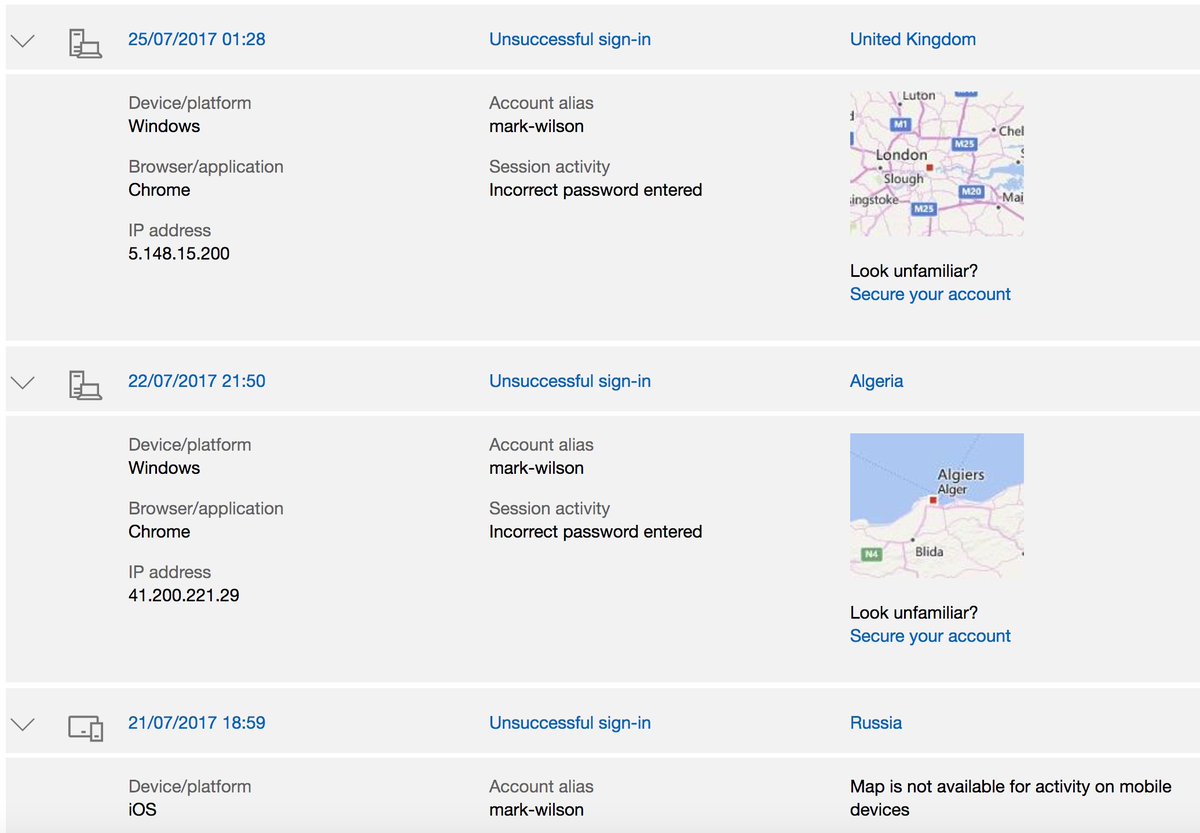 25/07/2017 01:28 Unsuccessful sign-in United Kingdom
Device/platform Account alias
Windows mark-wilson
Browser/application Session activity
Chrome Incorrect password entered
IP address
5.148.15.200
Luton
M1
Chel
M25
London
Slough
M20
ingstoke
Mai
M25
Look unfamiliar?
Secure your account
22/07/2017 21:50 Unsuccessful sign-in Algeria
Device/platform Account alias
Windows mark-wilson
Browser/application Session activity
Chrome Incorrect password entered
IP address
41.200.221.29
Algiers
Alger
N4
Blida
Look unfamiliar?
Secure your account
21/07/2017 18:59 Unsuccessful sign-in Russia
Device/platform Account alias
iOS mark-wilson
Map is not available for activity on mobile
devices